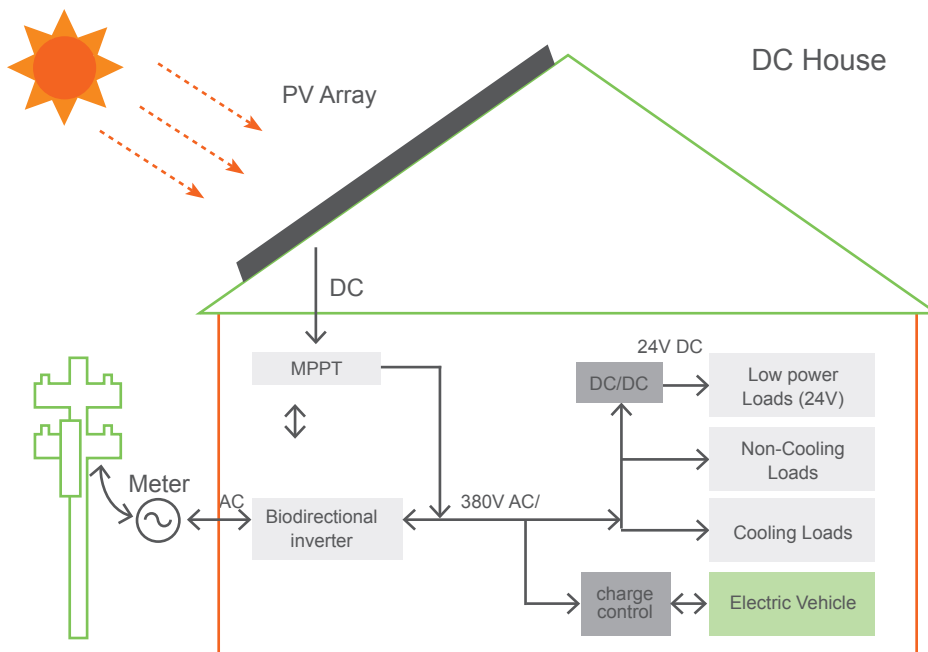 DC House
PV Array
DC
MPPT
24V DC
DC/DC
Low power
Loads (24V)
Non-Cooling
Loads
Meter
AC
Biodirectional
inverter
380V AC/
Cooling Loads
charge
control
Electric Vehicle